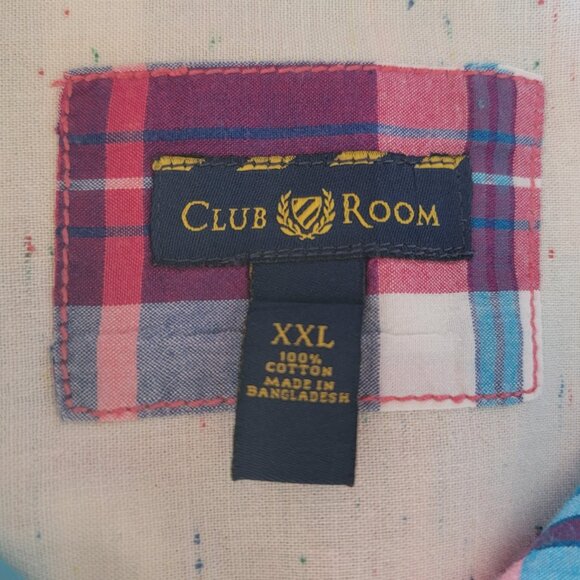 CLUB ROOM
XXL
100%
COTTON
MADE IN
BANGLADESH